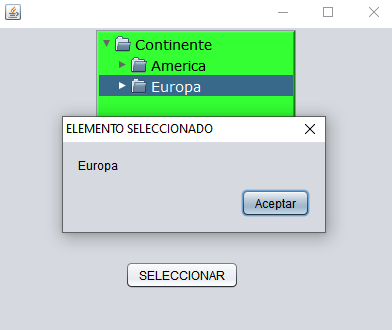 Continente
America
Europa
ELEMENTO SELECCIONADO
Europa
Aceptar
SELECCIONAR